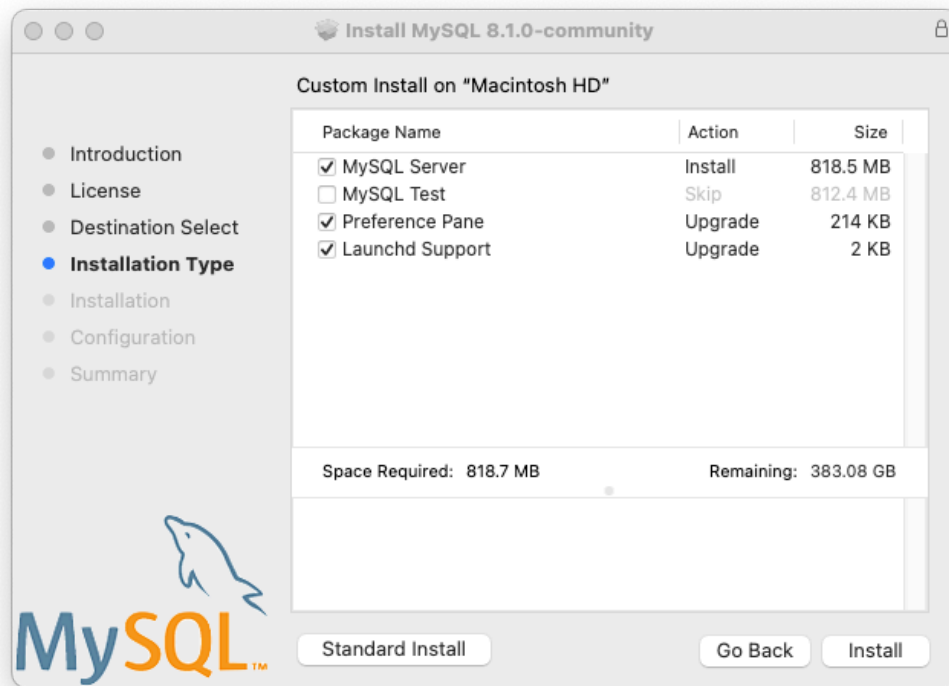 Install MySQL 8.1.0-community
Introduction
License
Destination Select
Installation Type
Installation
Configuration
Summary
MySQL™
Custom Install on “Macintosh HD”
Package Name Action Size
MySQL Server Install 818.5 MB
MySQL Test Skip 812.4 MB
Preference Pane Upgrade 214 KB
Launchd Support Upgrade 2 KB
Space Required: 818.7 MB Remaining: 383.08 GB
Standard Install Go Back Install